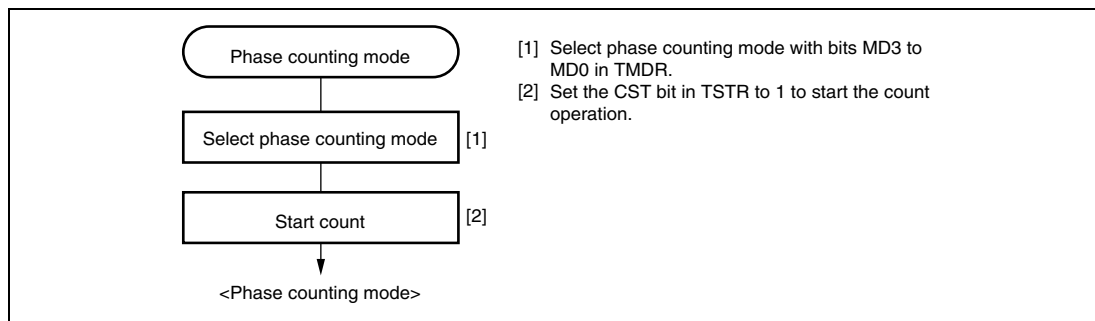 Phase counting mode
Select phase counting mode [1]
Start count [2]
<Phase counting mode>
[1] Select phase counting mode with bits MD3 to
MD0 in TMDR.
[2] Set the CST bit in TSTR to 1 to start the count
operation.